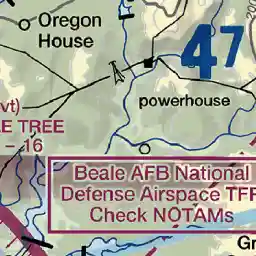 Oregon
House
47
powerhouse
vt)
E TREE
- 16
Beale AFB National
Defense Airspace TFR
Check NOTAMs
Gr